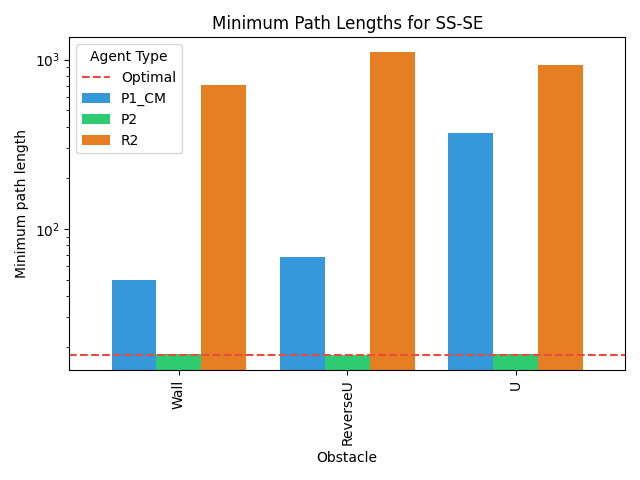 Minimum Path Lengths for SS-SE
Agent Type
Optimal
P1_CM
P2
R2
10³
10²
Minimum path length
Wall
ReverseU
U
Obstacle